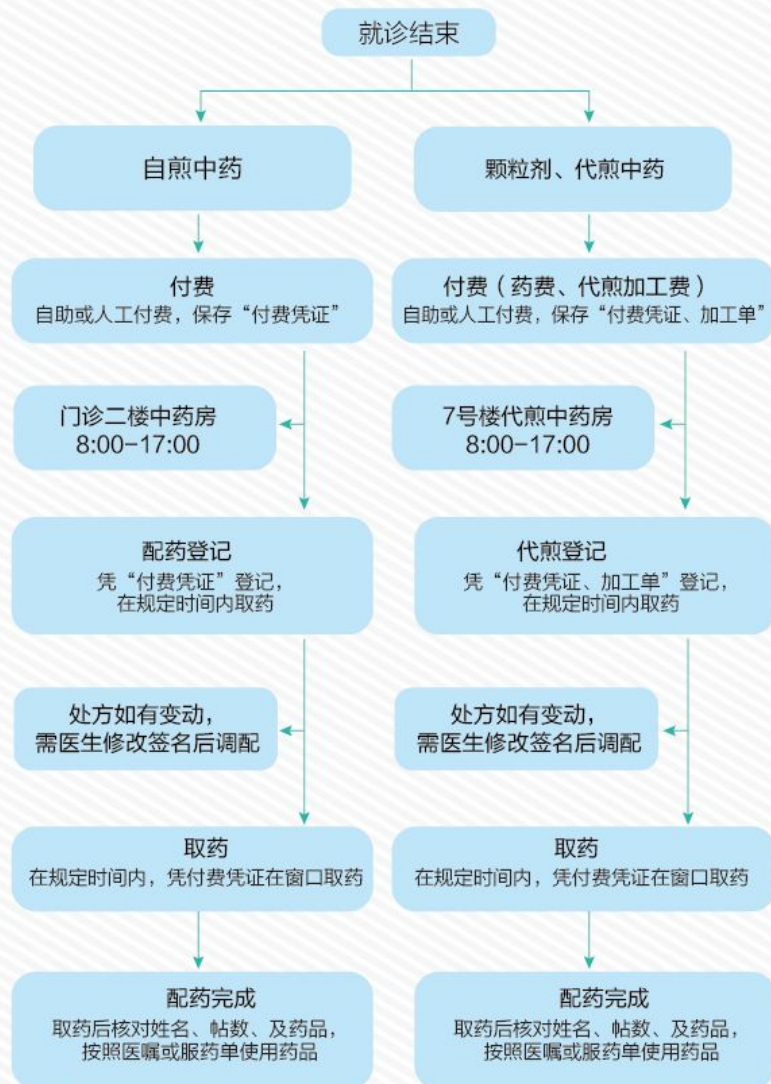 就诊结束
自煎中药
颗粒剂、代煎中药
付费
自助或人工付费，保存“付费凭证”
付费（药费、代煎加工费）
自助或人工付费，保存“付费凭证、加工单”
门诊二楼中药房
8:00-17:00
7号楼代煎中药房
8:00-17:00
配药登记
凭“付费凭证”登记，
在规定时间内取药
代煎登记
凭“付费凭证、加工单”登记，
在规定时间内取药
处方如有变动，
需医生修改签名后调配
处方如有变动，
需医生修改签名后调配
取药
在规定时间内，凭付费凭证在窗口取药
取药
在规定时间内，凭付费凭证在窗口取药
配药完成
取药后核对姓名、帖数、及药品，
按照医嘱或服药单使用药品
配药完成
取药后核对姓名、帖数、及药品，
按照医嘱或服药单使用药品